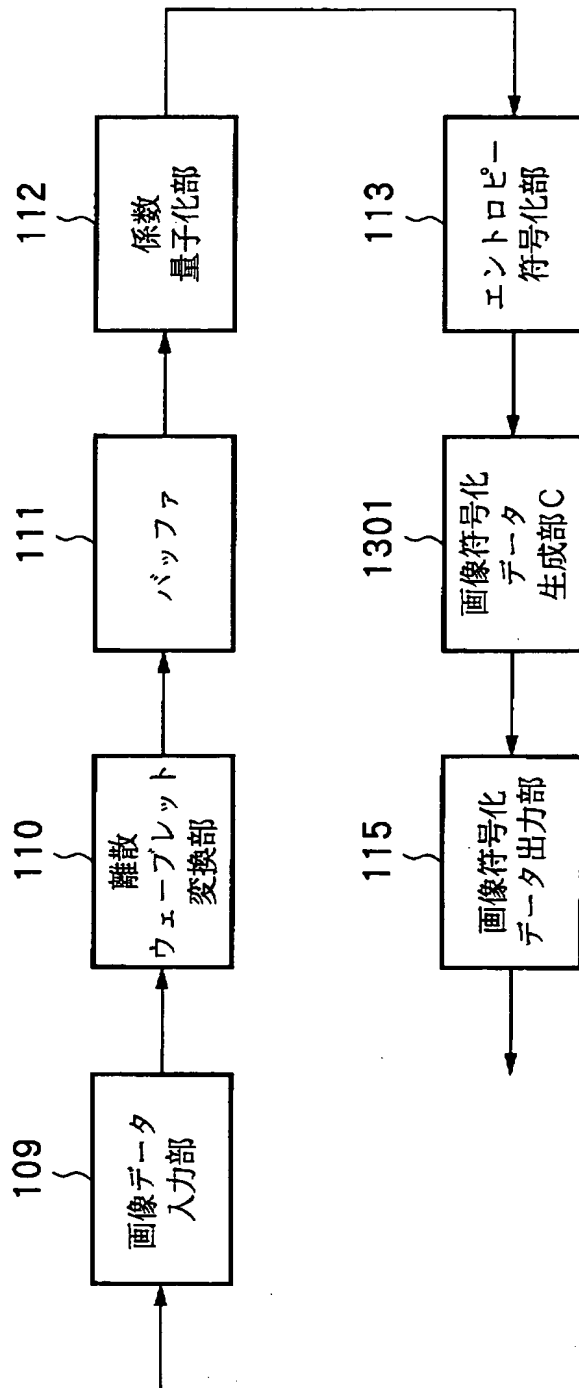 109
画像データ
入力部
110
離散
ウェーブレット
変換部
111
バッファ
112
係数
量子化部
113
エントロピー
符号化部
1301
画像符号化
データ
生成部C
115
画像符号化
データ出力部